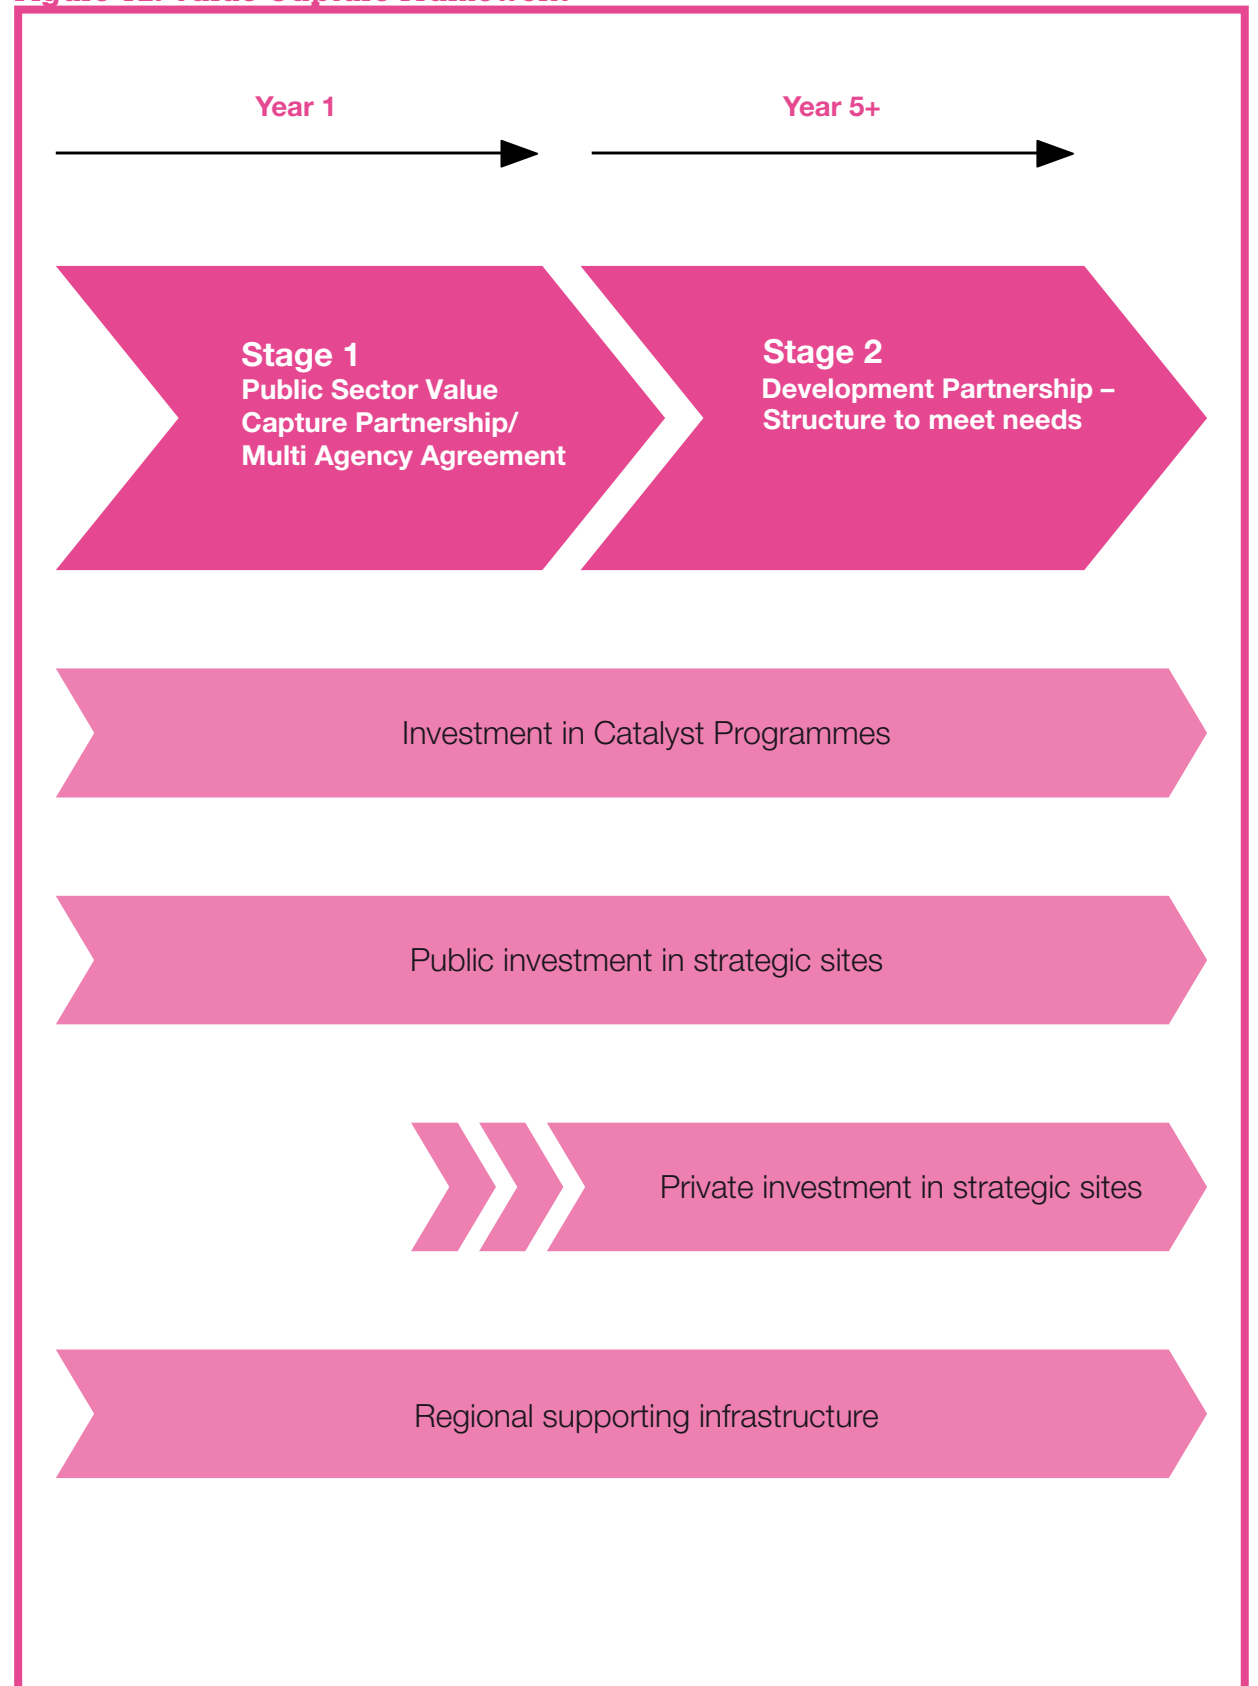 Year 1
Year 5+
Stage 1
Public Sector Value
Capture Partnership/
Multi Agency Agreement
Stage 2
Development Partnership –
Structure to meet needs
Investment in Catalyst Programmes
Public investment in strategic sites
Private investment in strategic sites
Regional supporting infrastructure